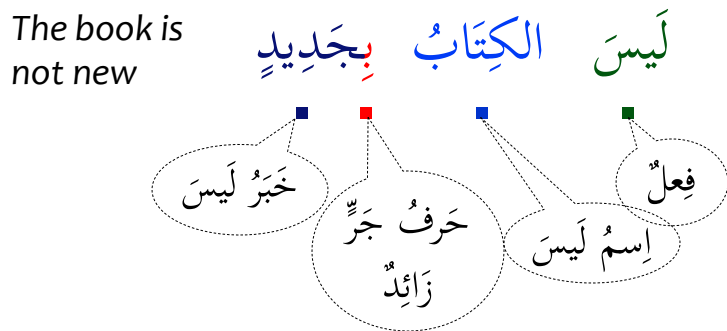 The book is
not new
لَيسَ الكِتَابُ بِجَدِيدٍ
فِعلٌ
اِسمُ لَيسَ
حَرفُ جَرٍّ
زَائِدٌ
خَبَرُ لَيسَ